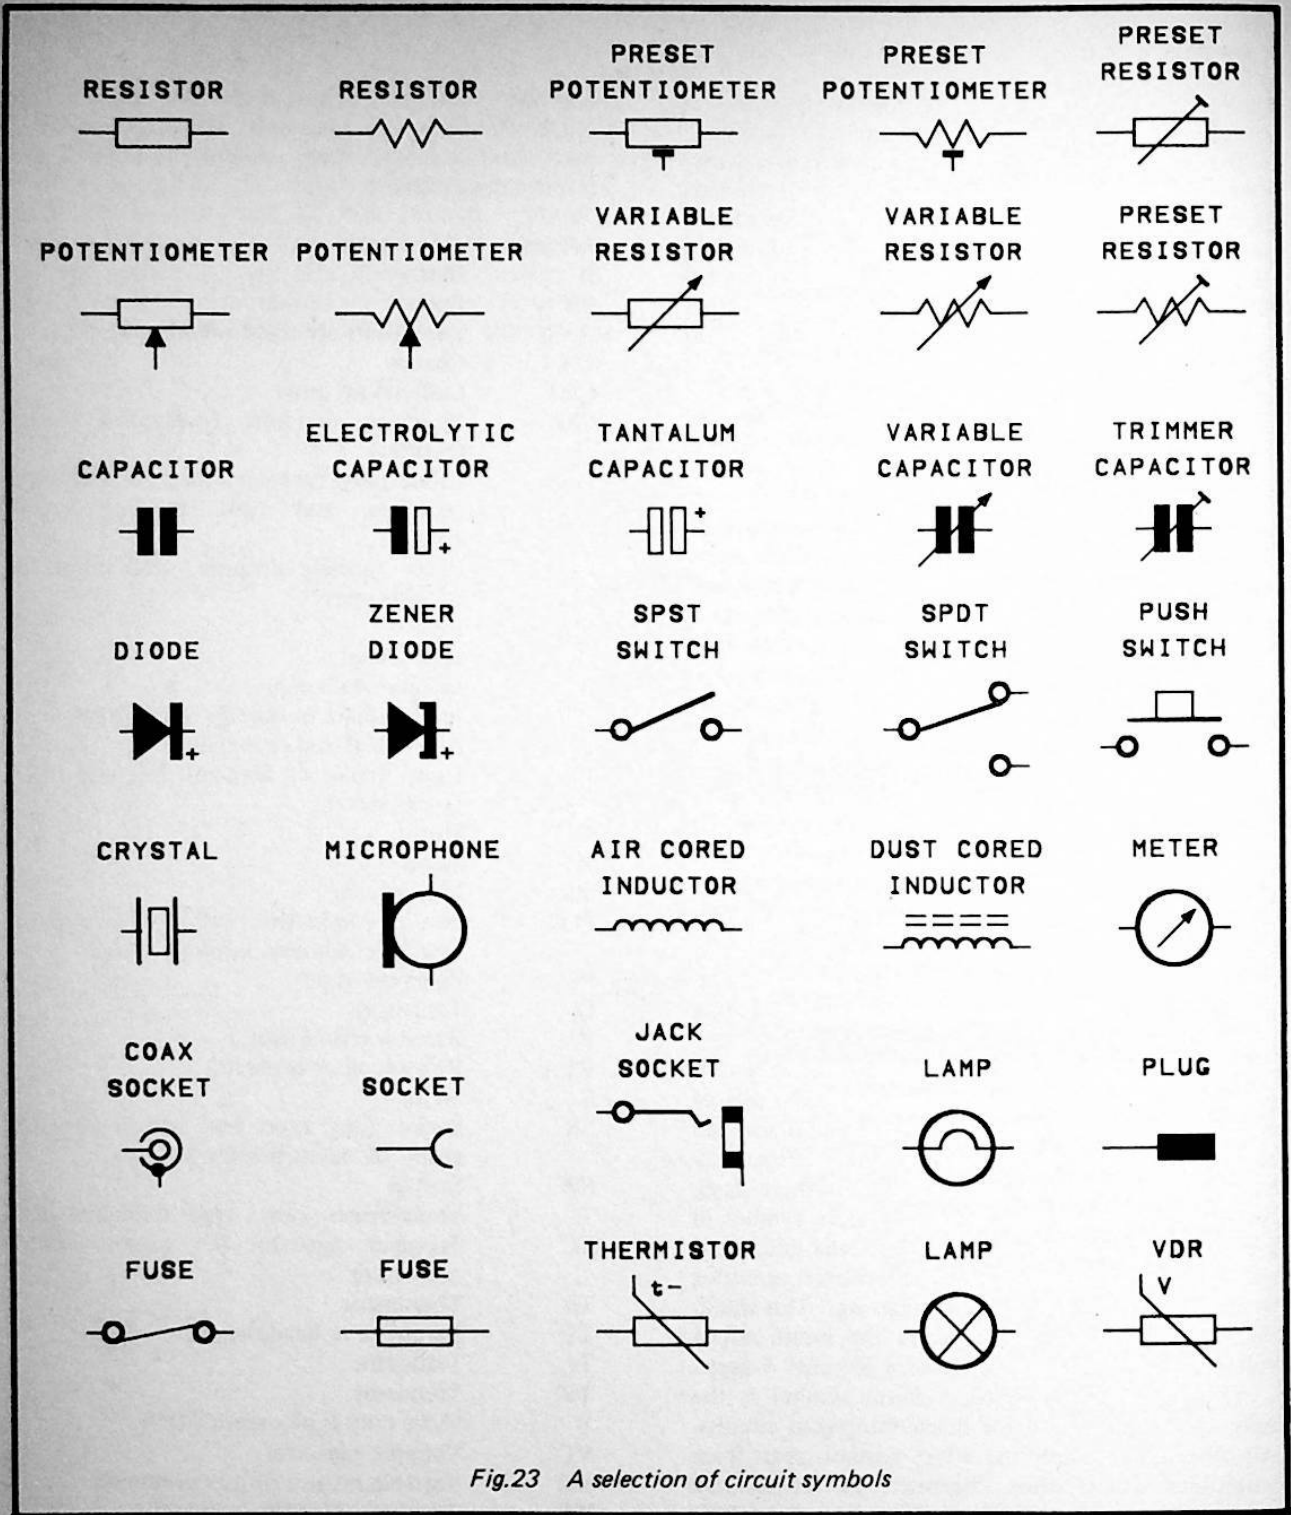 PRESET
PRESET
PRESET
RESISTOR
RESISTOR
RESISTOR
POTENTIOMETER
POTENTIOMETER
RESISTOR
POTENTIOMETER
POTENTIOMETER
VARIABLE
RESISTOR
VARIABLE
RESISTOR
PRESET
RESISTOR
CAPACITOR
ELECTROLYTIC
CAPACITOR
+
TANTALUM
CAPACITOR
+
VARIABLE
CAPACITOR
TRIMMER
CAPACITOR
DIODE
+
ZENER
DIODE
+
SPST
SWITCH
SPDT
SWITCH
PUSH
SWITCH
CRYSTAL
MICROPHONE
AIR CORED
INDUCTOR
DUST CORED
INDUCTOR
METER
COAX
SOCKET
SOCKET
JACK
SOCKET
LAMP
PLUG
FUSE
FUSE
THERMISTOR
t-
LAMP
VDR
V
Fig.23 A selection of circuit symbols